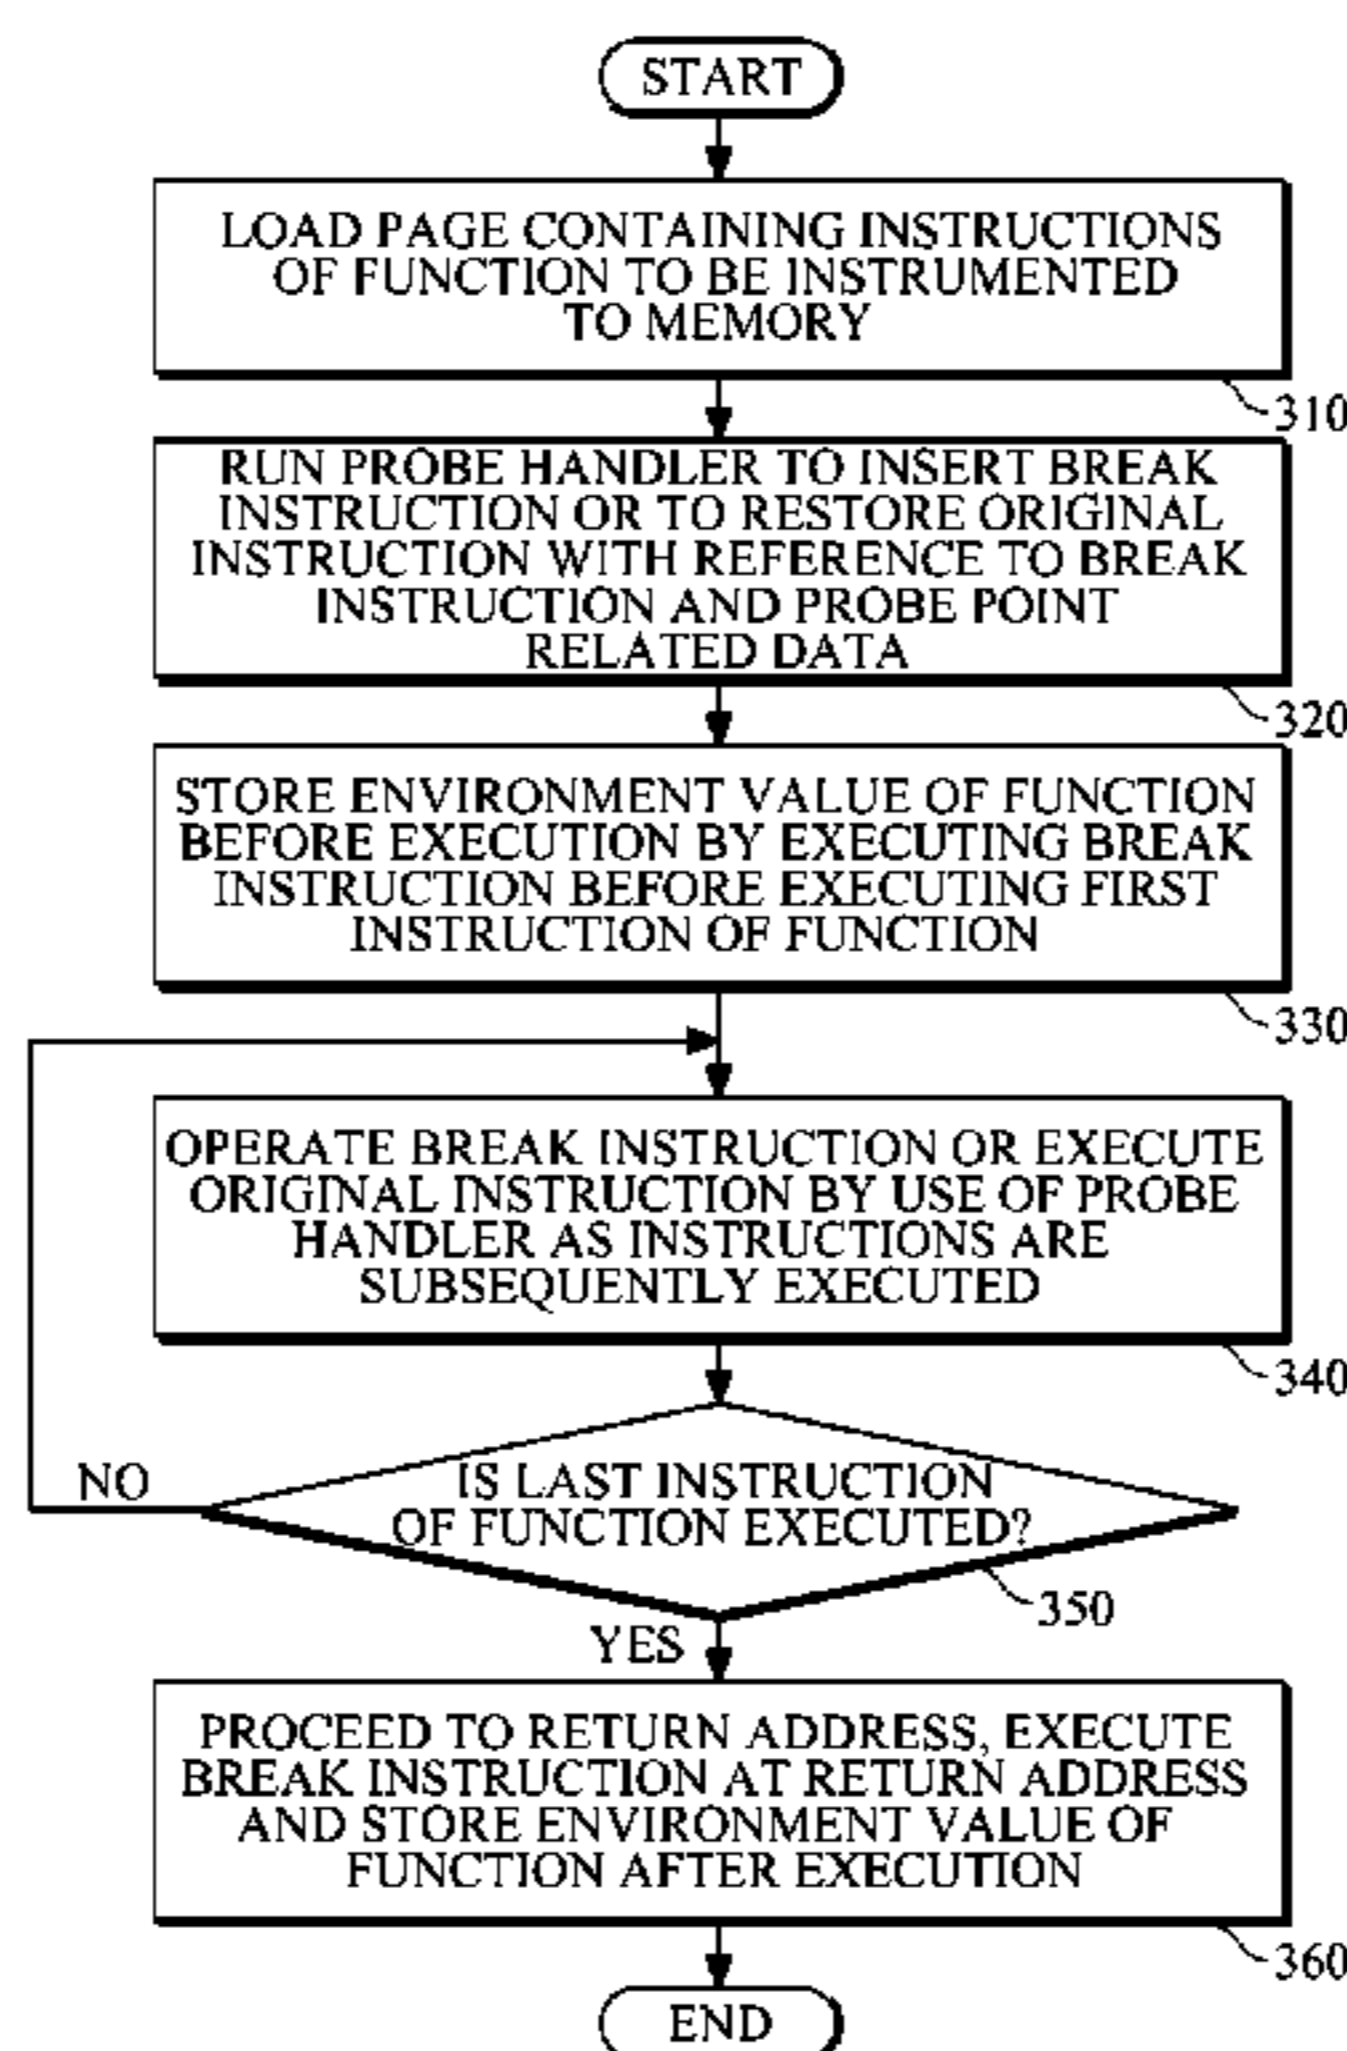 START
LOAD PAGE CONTAINING INSTRUCTIONS
OF FUNCTION TO BE INSTRUMENTED
TO MEMORY
310
RUN PROBE HANDLER TO INSERT BREAK
INSTRUCTION OR TO RESTORE ORIGINAL
INSTRUCTION WITH REFERENCE TO BREAK
INSTRUCTION AND PROBE POINT
RELATED DATA
320
STORE ENVIRONMENT VALUE OF FUNCTION
BEFORE EXECUTION BY EXECUTING BREAK
INSTRUCTION BEFORE EXECUTING FIRST
INSTRUCTION OF FUNCTION
330
OPERATE BREAK INSTRUCTION OR EXECUTE
ORIGINAL INSTRUCTION BY USE OF PROBE
HANDLER AS INSTRUCTIONS ARE
SUBSEQUENTLY EXECUTED
340
NO
IS LAST INSTRUCTION
OF FUNCTION EXECUTED?
350
YES
PROCEED TO RETURN ADDRESS, EXECUTE
BREAK INSTRUCTION AT RETURN ADDRESS
AND STORE ENVIRONMENT VALUE OF
FUNCTION AFTER EXECUTION
360
END